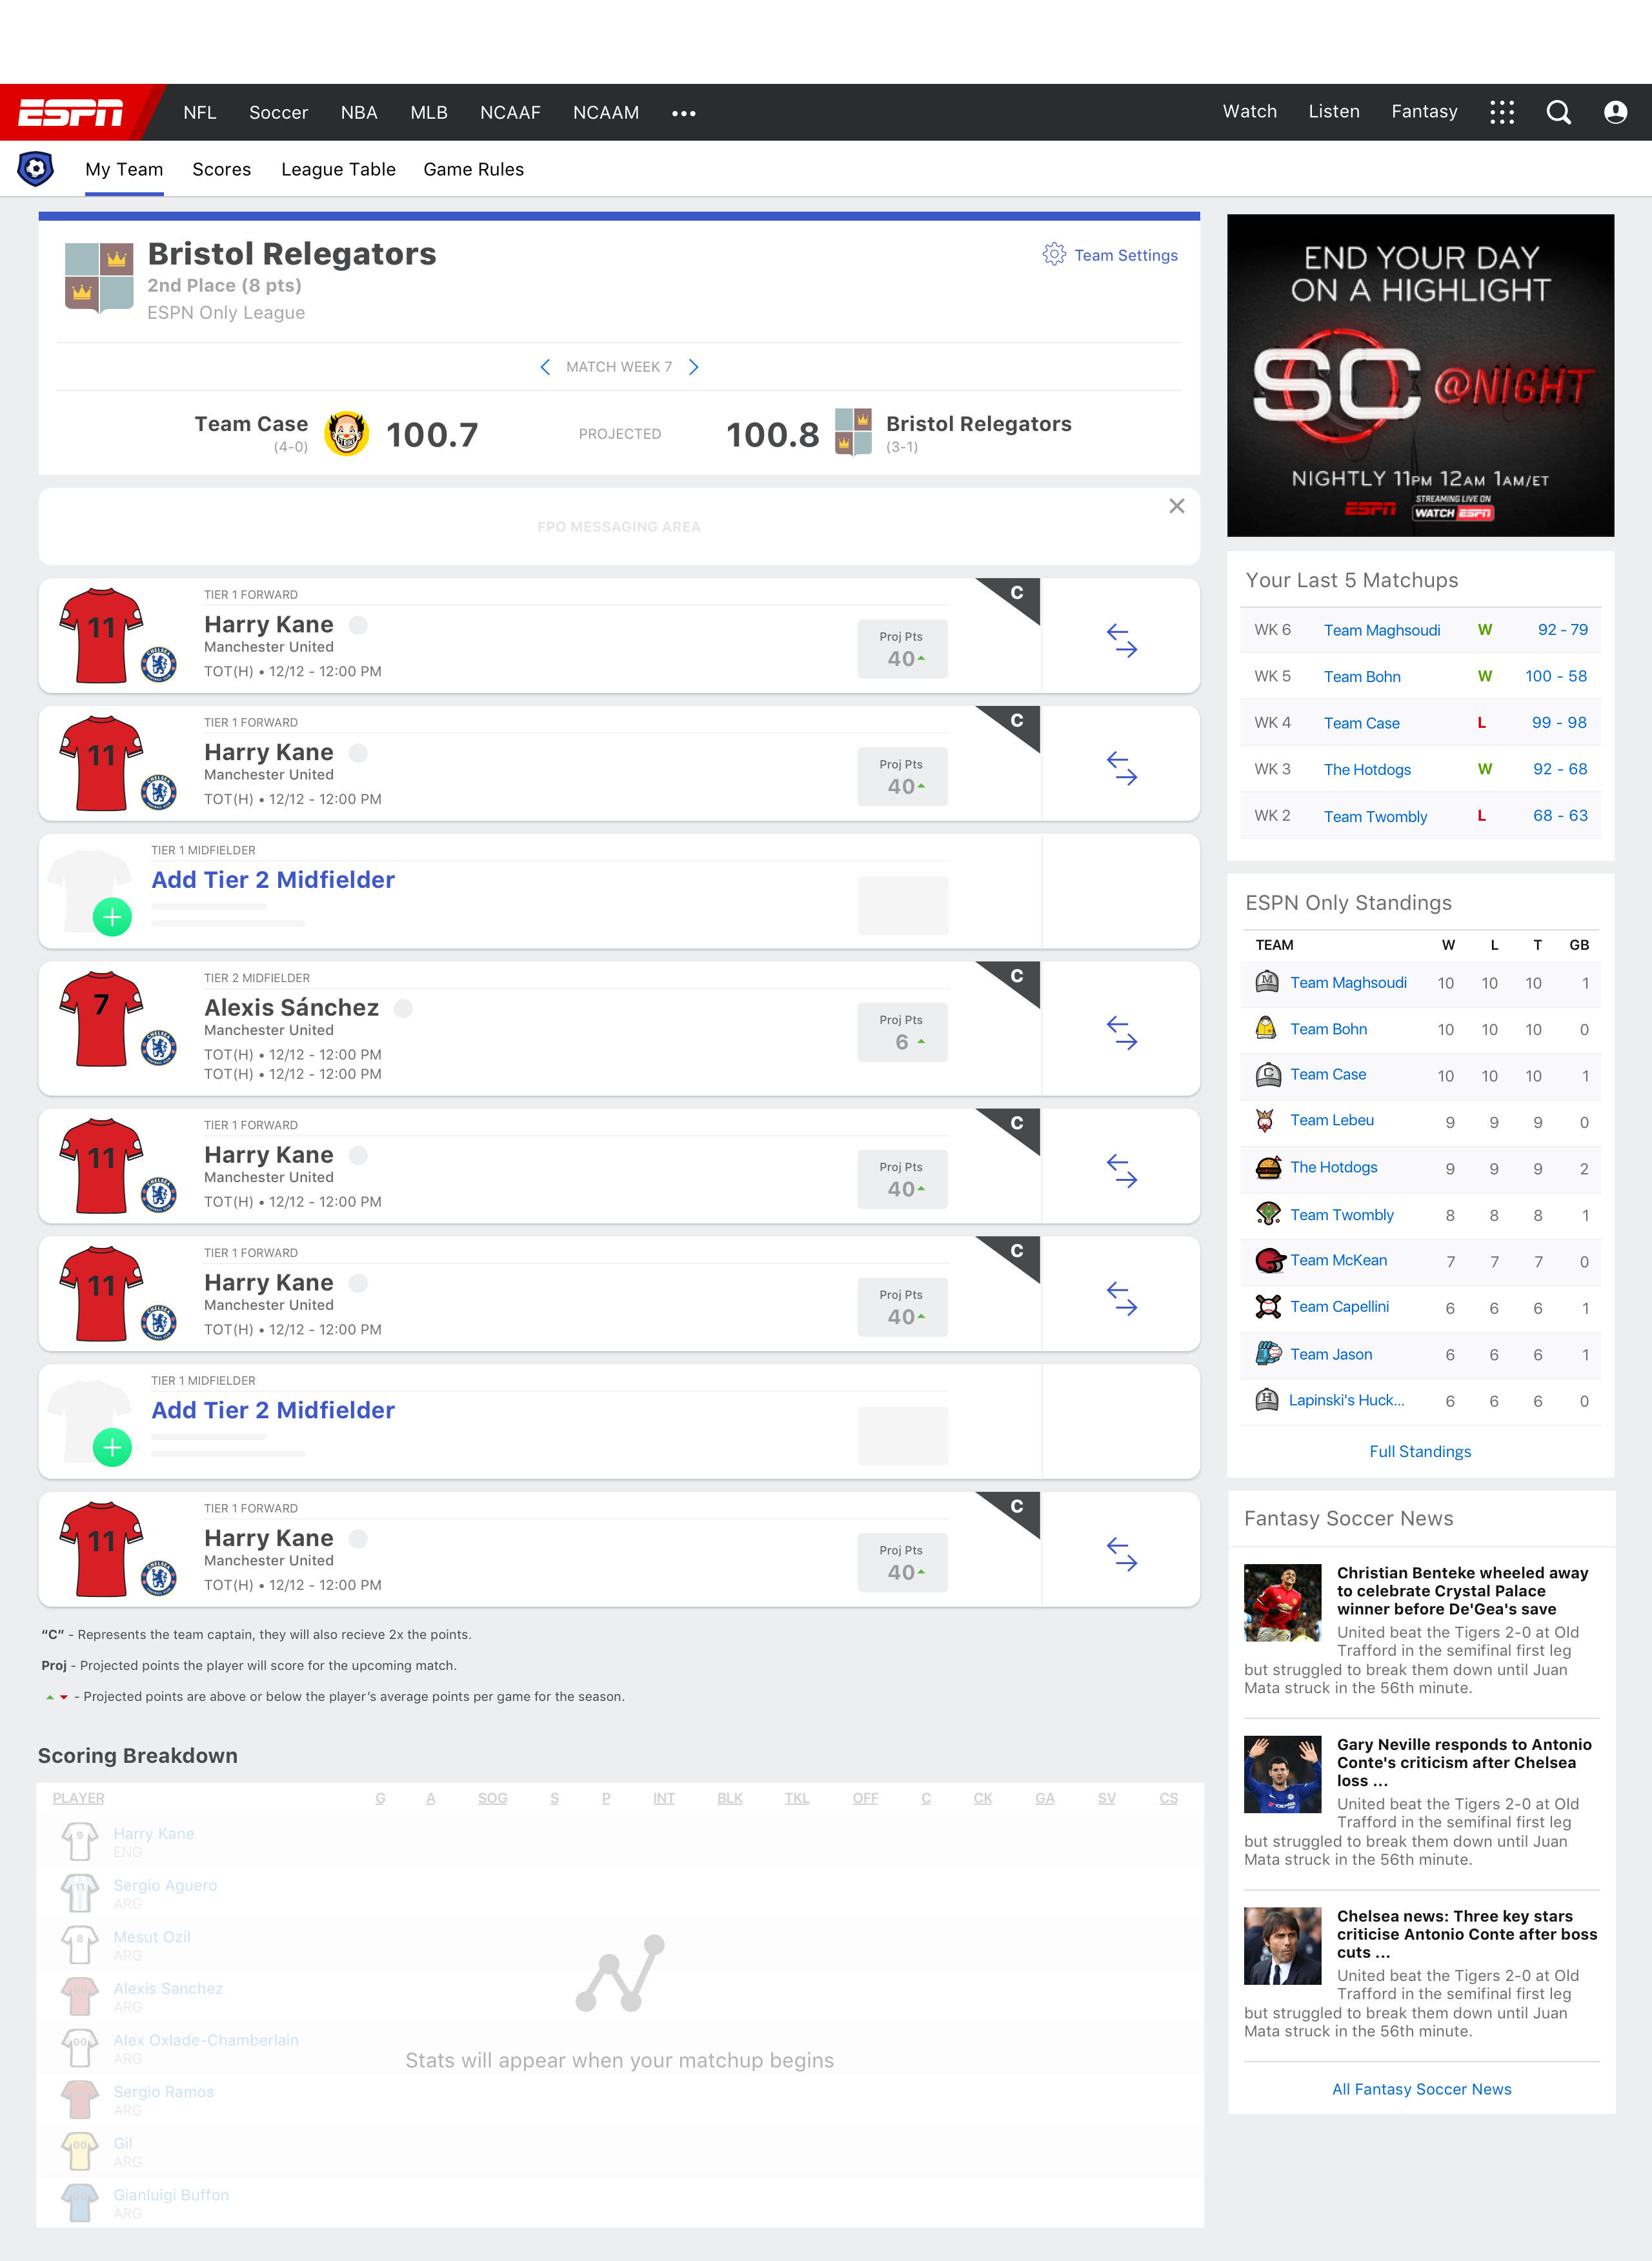 ESPN NFL Soccer NBA MLB NCAAF NCAAM ••• Watch Listen Fantasy
My Team Scores League Table Game Rules
Bristol Relegators
2nd Place (8 pts)
ESPN Only League
Team Settings
MATCH WEEK 7
Team Case
(4-0)
100.7
PROJECTED
100.8
Bristol Relegators
(3-1)
FPO MESSAGING AREA
11
TIER 1 FORWARD
Harry Kane
Manchester United
TOT(H) • 12/12 - 12:00 PM
Proj Pts
40
C
11
TIER 1 FORWARD
Harry Kane
Manchester United
TOT(H) • 12/12 - 12:00 PM
Proj Pts
40
C
TIER 1 MIDFIELDER
Add Tier 2 Midfielder
7
TIER 2 MIDFIELDER
Alexis Sánchez
Manchester United
TOT(H) • 12/12 - 12:00 PM
TOT(H) • 12/12 - 12:00 PM
Proj Pts
6
C
11
TIER 1 FORWARD
Harry Kane
Manchester United
TOT(H) • 12/12 - 12:00 PM
Proj Pts
40
C
11
TIER 1 FORWARD
Harry Kane
Manchester United
TOT(H) • 12/12 - 12:00 PM
Proj Pts
40
C
TIER 1 MIDFIELDER
Add Tier 2 Midfielder
11
TIER 1 FORWARD
Harry Kane
Manchester United
TOT(H) • 12/12 - 12:00 PM
Proj Pts
40
C
“C” - Represents the team captain, they will also recieve 2x the points.
Proj - Projected points the player will score for the upcoming match.
- Projected points are above or below the player’s average points per game for the season.
Scoring Breakdown
PLAYER G A SOG S P INT BLK TKL OFF C CK GA SV CS
9 Harry Kane
ENG
11 Sergio Aguero
ARG
8 Mesut Ozil
ARG
Alexis Sanchez
ARG
00 Alex Oxlade-Chamberlain
ARG
Sergio Ramos
ARG
00 Gil
ARG
Gianluigi Buffon
ARG
Stats will appear when your matchup begins
END YOUR DAY
ON A HIGHLIGHT
SC @NIGHT
NIGHTLY 11PM 12AM 1AM/ET
ESPN STREAMING LIVE ON
WATCH ESPN
Your Last 5 Matchups
WK 6 Team Maghsoudi W 92 - 79
WK 5 Team Bohn W 100 - 58
WK 4 Team Case L 99 - 98
WK 3 The Hotdogs W 92 - 68
WK 2 Team Twombly L 68 - 63
ESPN Only Standings
TEAM W L T GB
M Team Maghsoudi 10 10 10 1
Team Bohn 10 10 10 0
C Team Case 10 10 10 1
Team Lebeu 9 9 9 0
The Hotdogs 9 9 9 2
Team Twombly 8 8 8 1
Team McKean 7 7 7 0
Team Capellini 6 6 6 1
Team Jason 6 6 6 1
H Lapinski's Huck... 6 6 6 0
Full Standings
Fantasy Soccer News
Christian Benteke wheeled away
to celebrate Crystal Palace
winner before De'Gea's save
United beat the Tigers 2-0 at Old
Trafford in the semifinal first leg
but struggled to break them down until Juan
Mata struck in the 56th minute.
Gary Neville responds to Antonio
Conte's criticism after Chelsea
loss ...
United beat the Tigers 2-0 at Old
Trafford in the semifinal first leg
but struggled to break them down until Juan
Mata struck in the 56th minute.
Chelsea news: Three key stars
criticise Antonio Conte after boss
cuts ...
United beat the Tigers 2-0 at Old
Trafford in the semifinal first leg
but struggled to break them down until Juan
Mata struck in the 56th minute.
All Fantasy Soccer News